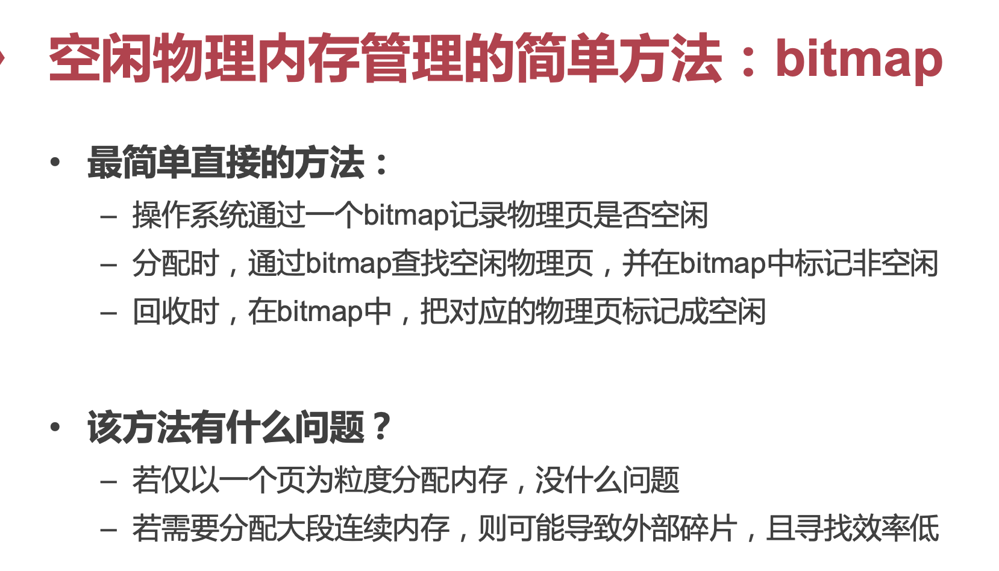 空闲物理内存管理的简单方法：bitmap
• 最简单直接的方法：
– 操作系统通过一个bitmap记录物理页是否空闲
– 分配时，通过bitmap查找空闲物理页，并在bitmap中标记非空闲
– 回收时，在bitmap中，把对应的物理页标记成空闲
• 该方法有什么问题？
– 若仅以一个页为粒度分配内存，没什么问题
– 若需要分配大段连续内存，则可能导致外部碎片，且寻找效率低